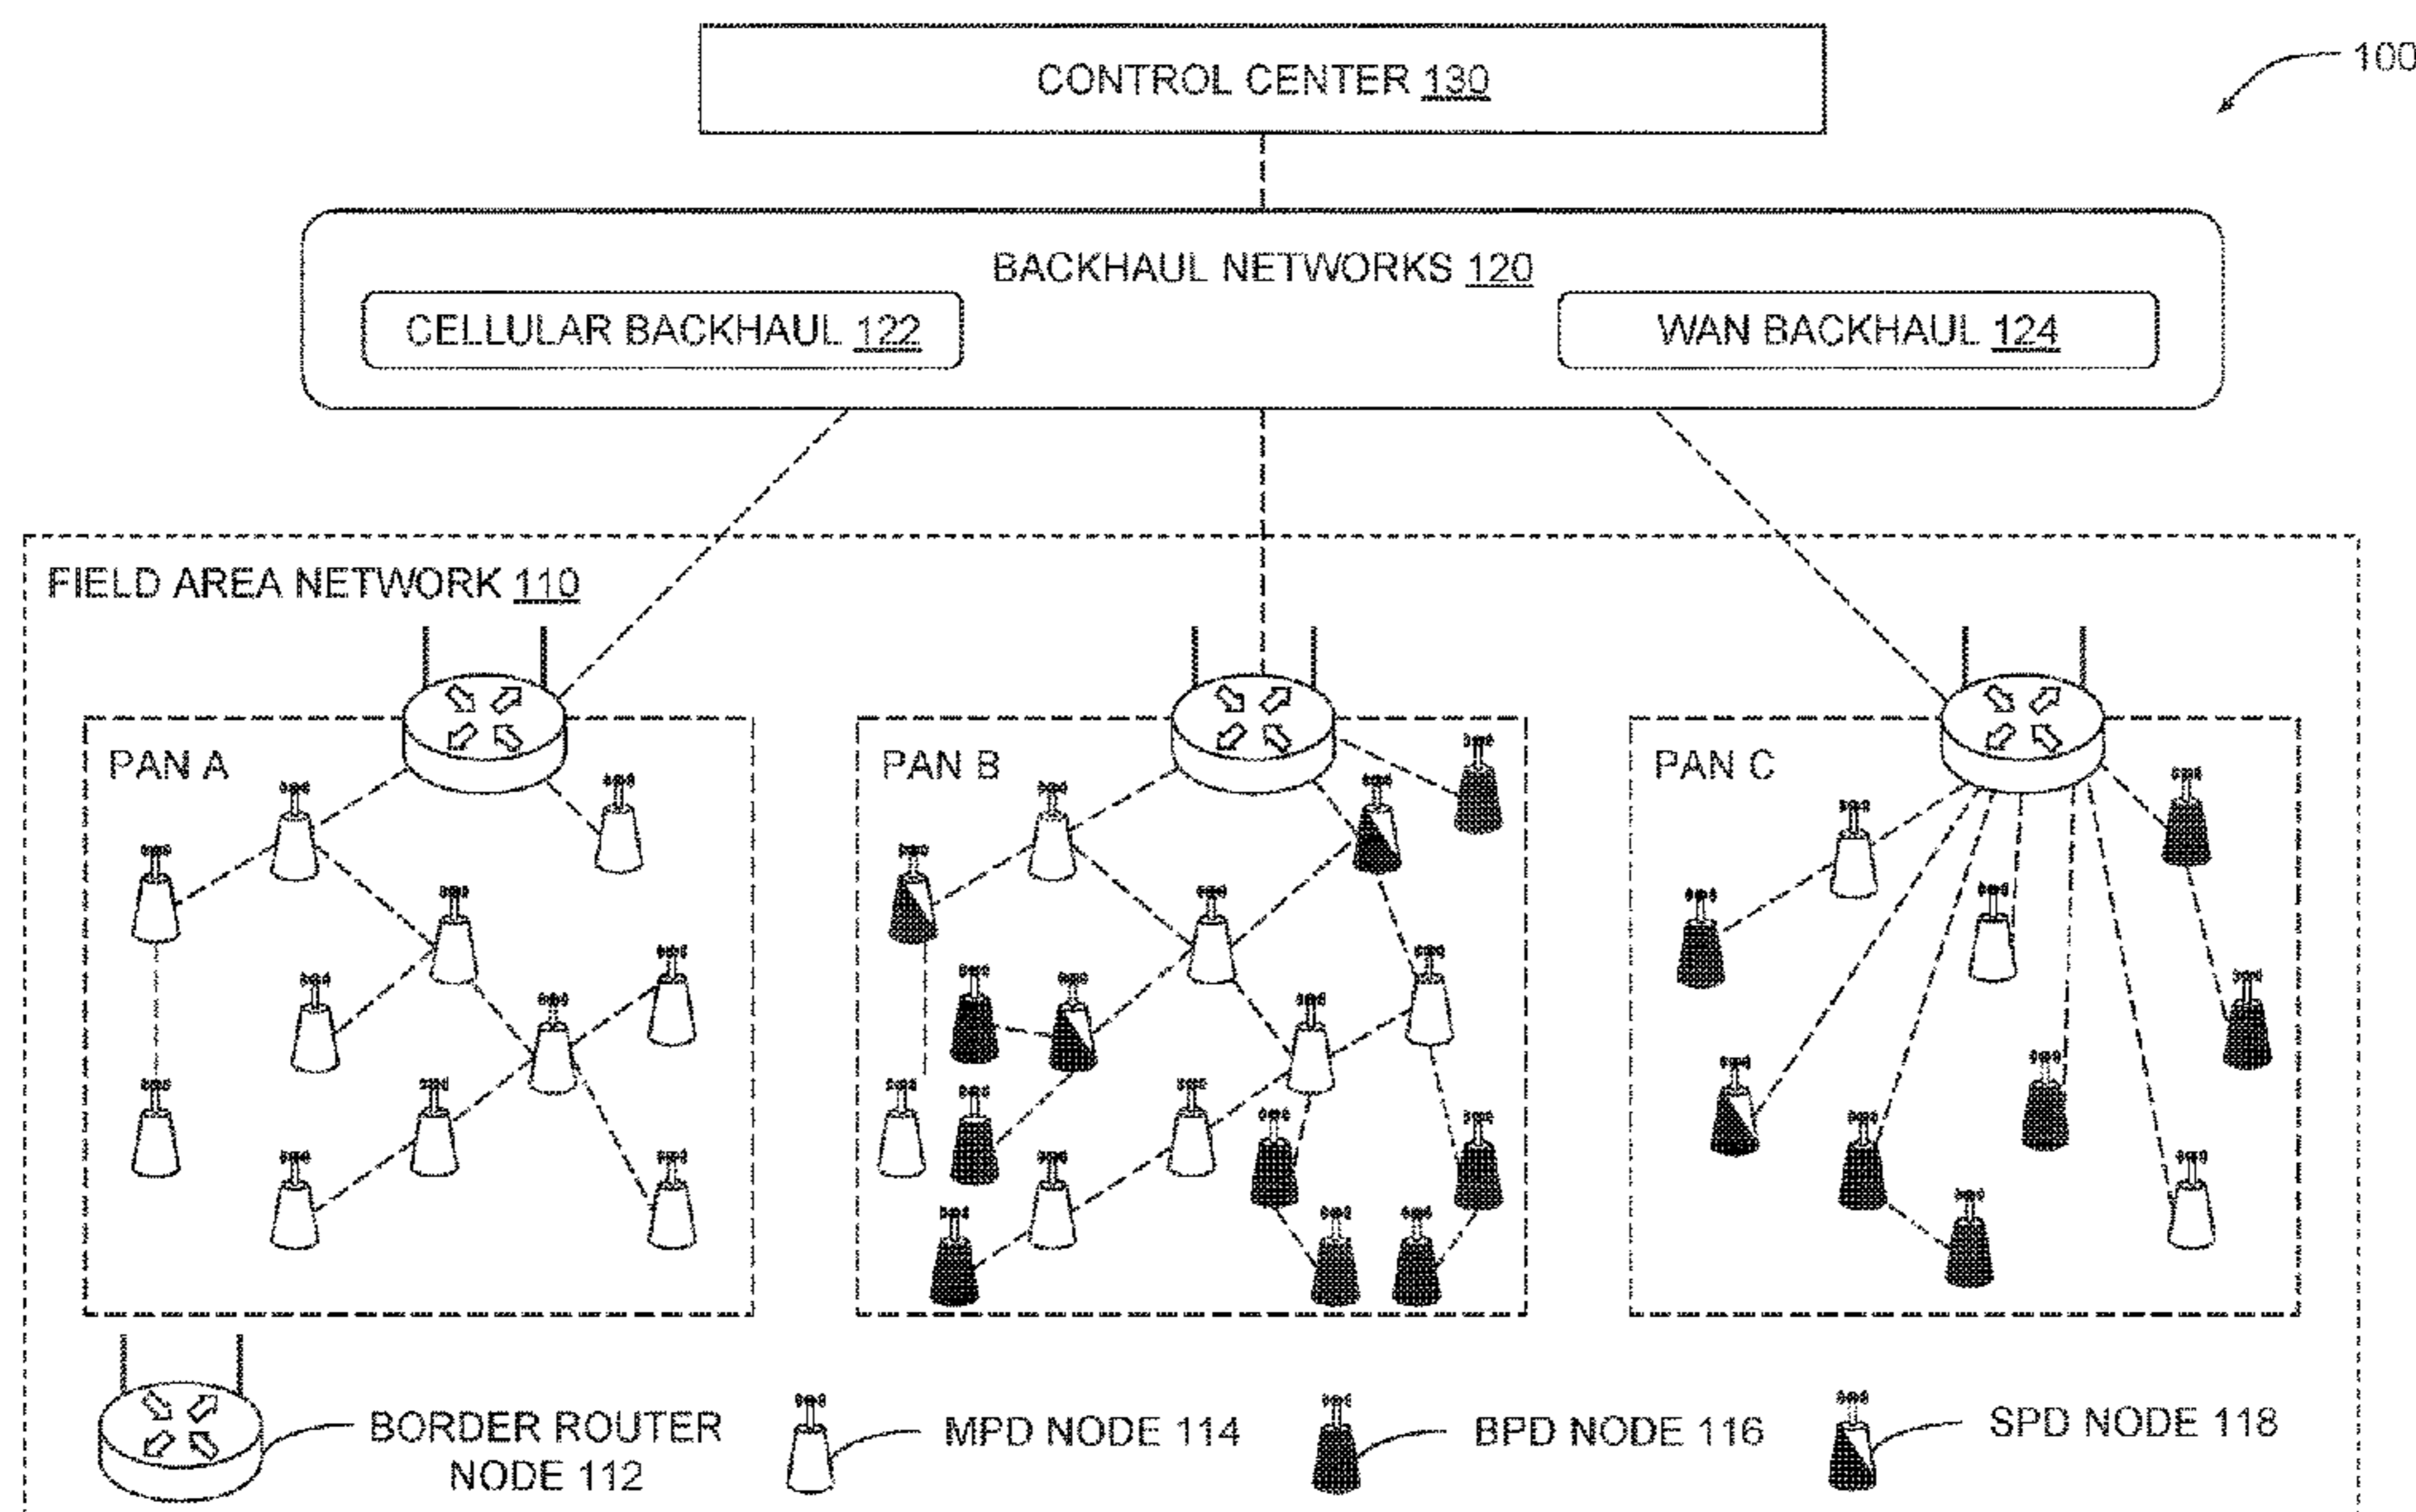 CONTROL CENTER 130
100
BACKHAUL NETWORKS 120
CELLULAR BACKHAUL 122
WAN BACKHAUL 124
FIELD AREA NETWORK 110
PAN A
PAN B
PAN C
BORDER ROUTER
NODE 112
MPD NODE 114
BPD NODE 116
SPD NODE 118